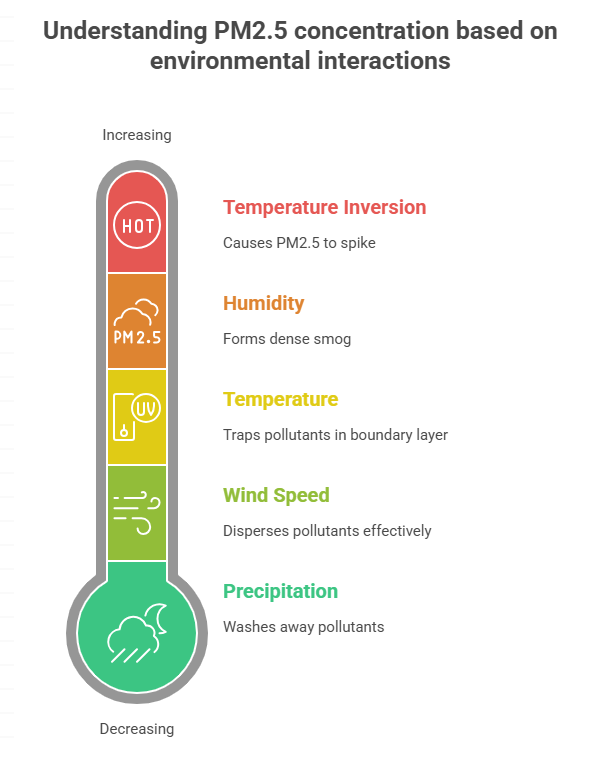 Understanding PM2.5 concentration based on
environmental interactions
Increasing
HOT
Temperature Inversion
Causes PM2.5 to spike
PM2.5
Humidity
Forms dense smog
UV
Temperature
Traps pollutants in boundary layer
Wind Speed
Disperses pollutants effectively
Precipitation
Washes away pollutants
Decreasing